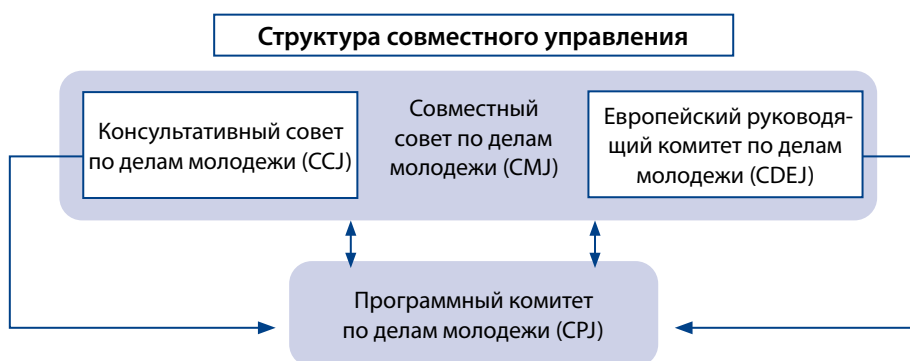 Структура совместного управления
Консультативный совет
по делам молодежи (CCJ)
Совместный
совет по делам
молодежи (CMJ)
Европейский руководя-
щий комитет по делам
молодежи (CDEJ)
Программный комитет
по делам молодежи (CPJ)